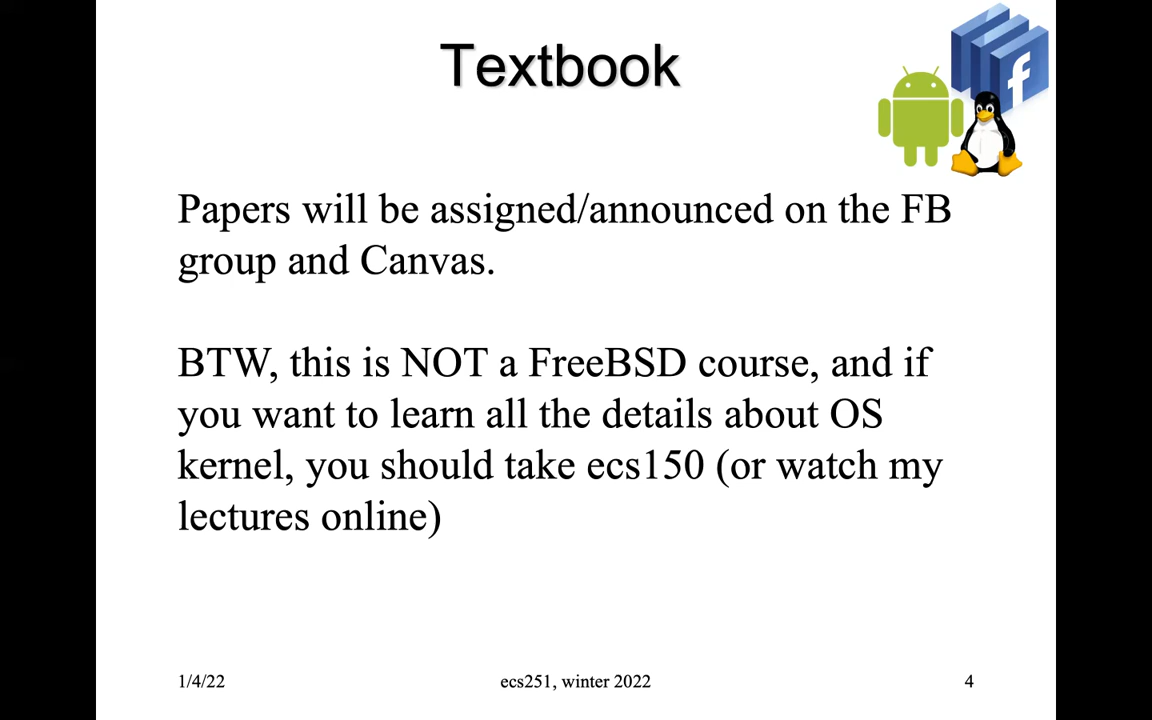 Textbook
Papers will be assigned/announced on the FB
group and Canvas.
BTW, this is NOT a FreeBSD course, and if
you want to learn all the details about OS
kernel, you should take ecs150 (or watch my
lectures online)
1/4/22
ecs251, winter 2022
4